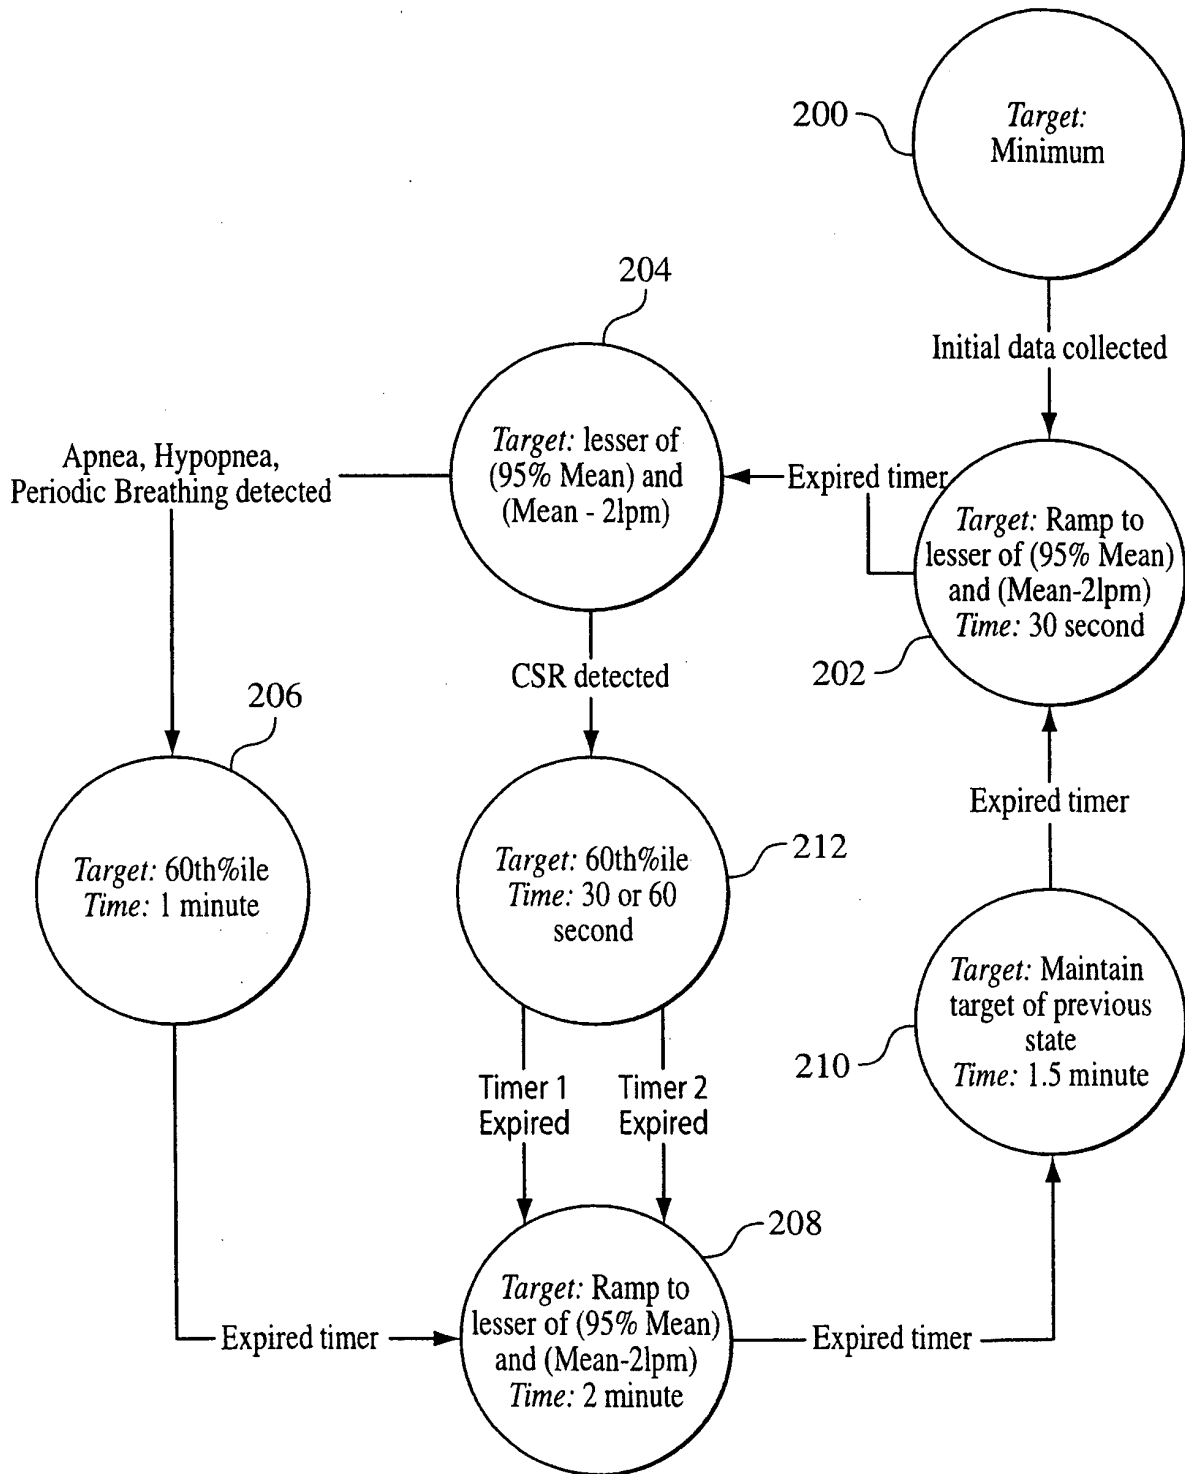 200
Target:
Minimum
Initial data collected
204
Target: lesser of
(95% Mean) and
(Mean - 2lpm)
Apnea, Hypopnea,
Periodic Breathing detected
Expired timer
Target: Ramp to
lesser of (95% Mean)
and (Mean-2lpm)
Time: 30 second
202
CSR detected
206
Target: 60th%ile
Time: 1 minute
212
Target: 60th%ile
Time: 30 or 60
second
Expired timer
Target: Maintain
target of previous
state
Time: 1.5 minute
210
Timer 1
Expired
Timer 2
Expired
208
Target: Ramp to
lesser of (95% Mean)
and (Mean-2lpm)
Time: 2 minute
Expired timer
Expired timer